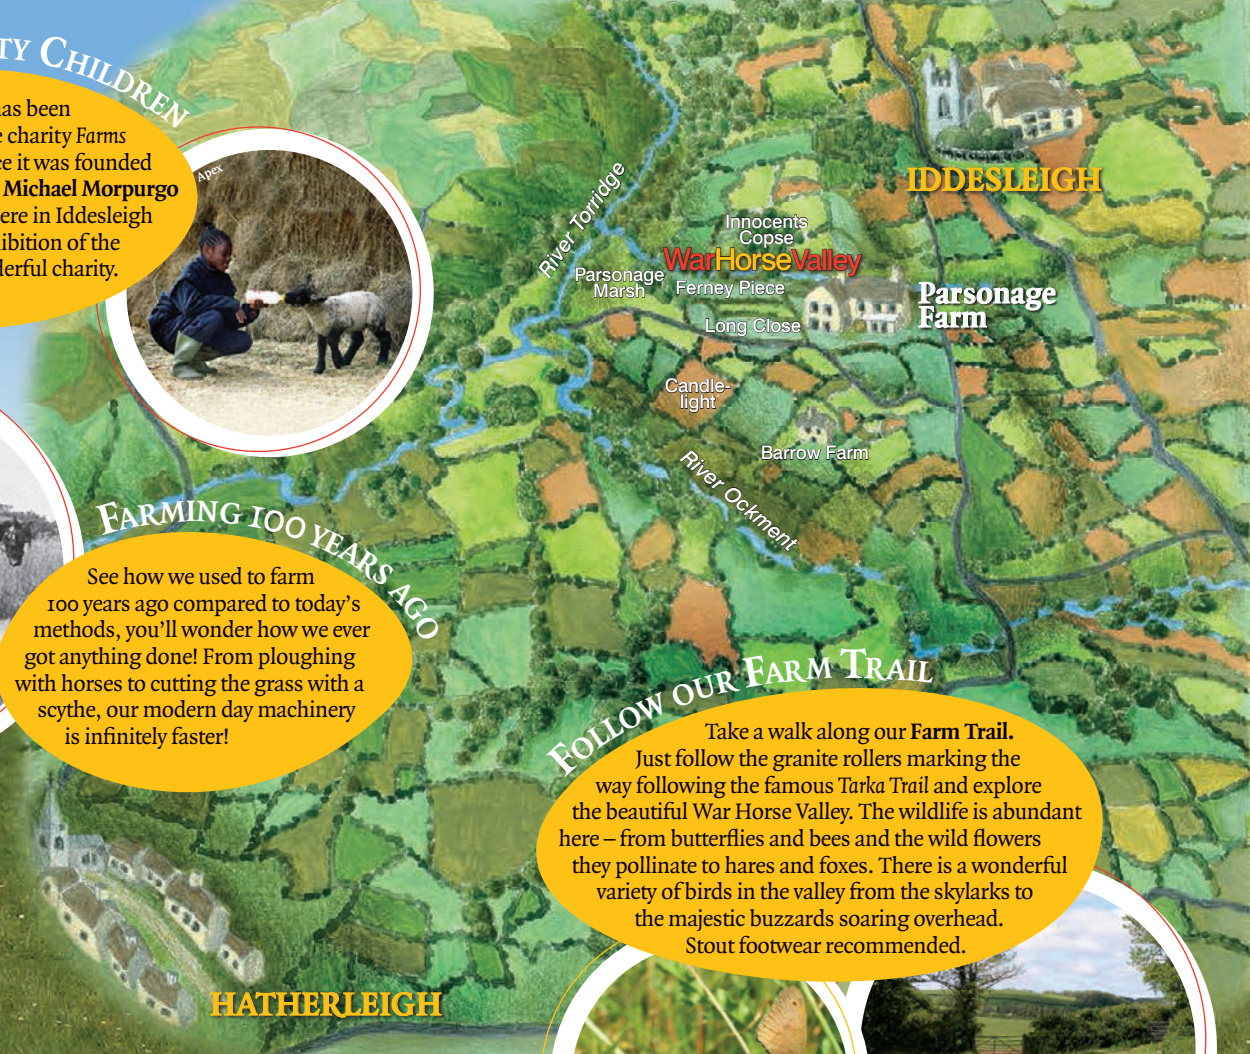 TY CHILDREN
has been
e charity Farms
ce it was founded
Michael Morpurgo
ere in Iddesleigh
ibition of the
derful charity.
Apex
River Torridge
IDDESLEIGH
Innocents
Copse
WarHorseValley
Parsonage
Marsh
Ferney Piece
Parsonage
Farm
Long Close
Candle-
light
Barrow Farm
River Ockment
FARMING 100 YEARS AGO
See how we used to farm
100 years ago compared to today's
methods, you'll wonder how we ever
got anything done! From ploughing
with horses to cutting the grass with a
scythe, our modern day machinery
is infinitely faster!
FOLLOW OUR FARM TRAIL
Take a walk along our Farm Trail.
Just follow the granite rollers marking the
way following the famous Tarka Trail and explore
the beautiful War Horse Valley. The wildlife is abundant
here – from butterflies and bees and the wild flowers
they pollinate to hares and foxes. There is a wonderful
variety of birds in the valley from the skylarks to
the majestic buzzards soaring overhead.
Stout footwear recommended.
HATHERLEIGH